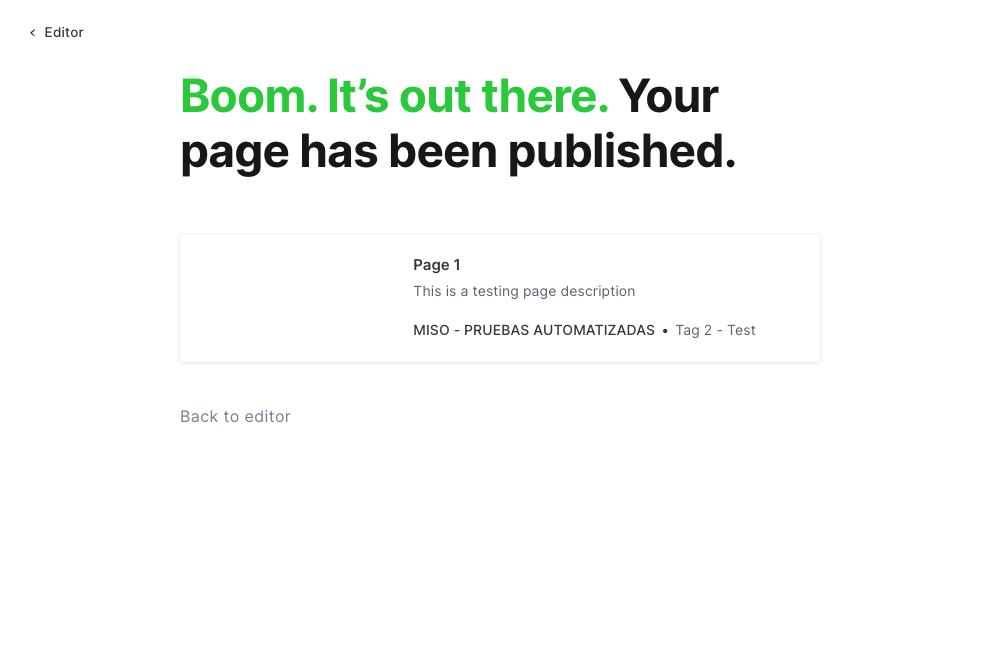 Editor
Boom. It’s out there. Your
page has been published.
Page 1
This is a testing page description
MISO - PRUEBAS AUTOMATIZADAS • Tag 2 - Test
Back to editor